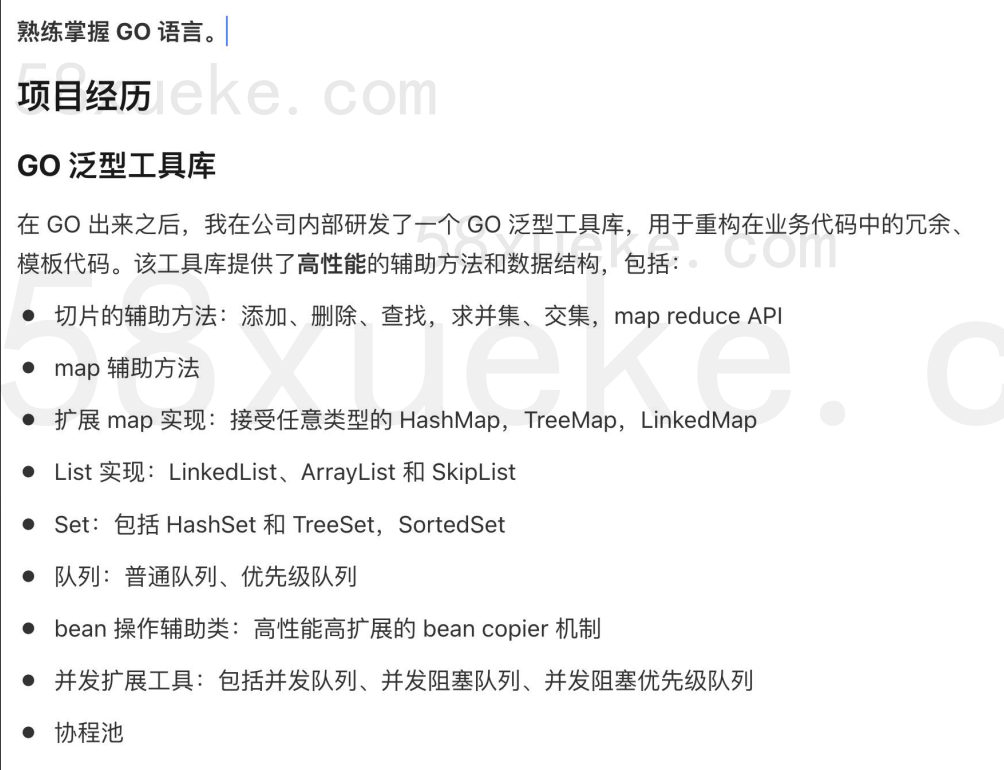 熟练掌握 GO 语言。
58xueke.com
项目经历
GO 泛型工具库
在 GO 出来之后，我在公司内部研发了一个 GO 泛型工具库，用于重构在业务代码中的冗余、
58xueke.com
模板代码。该工具库提供了高性能的辅助方法和数据结构，包括：
● 切片的辅助方法：添加、删除、查找，求并集、交集，map reduce API
● map 辅助方法
58xueke. c
● 扩展 map 实现：接受任意类型的 HashMap，TreeMap，LinkedMap
● List 实现：LinkedList、ArrayList 和 SkipList
● Set：包括 HashSet 和 TreeSet，SortedSet
● 队列：普通队列、优先级队列
● bean 操作辅助类：高性能高扩展的 bean copier 机制
● 并发扩展工具：包括并发队列、并发阻塞队列、并发阻塞优先级队列
● 协程池